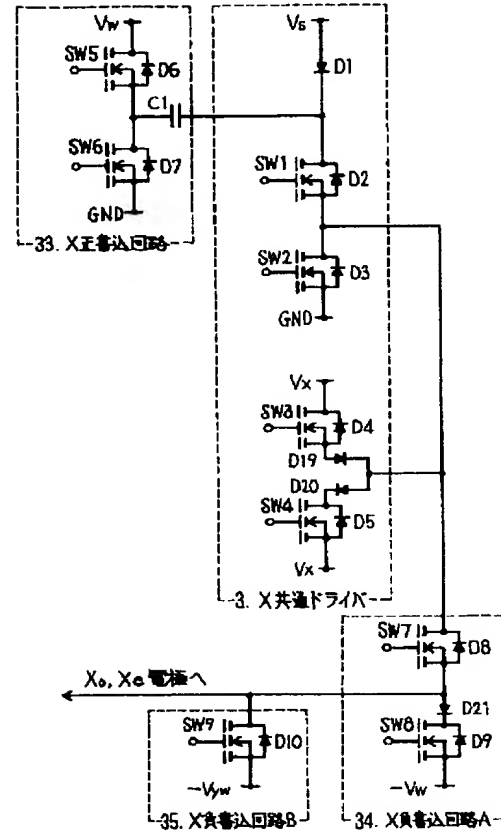 Vw
SW5
D6
C1
SW6
D7
GND
33. X正書込回路
Vs
D1
SW1
D2
SW2
D3
GND
Vx
SW3
D4
D19
D20
SW4
D5
Vx
3. X共通ドライバ
SW7
D8
Xo, Xe 電極へ
D21
SW8
D9
-Vw
34. X負書込回路A
SW9
D10
-Vyw
35. X負書込回路B